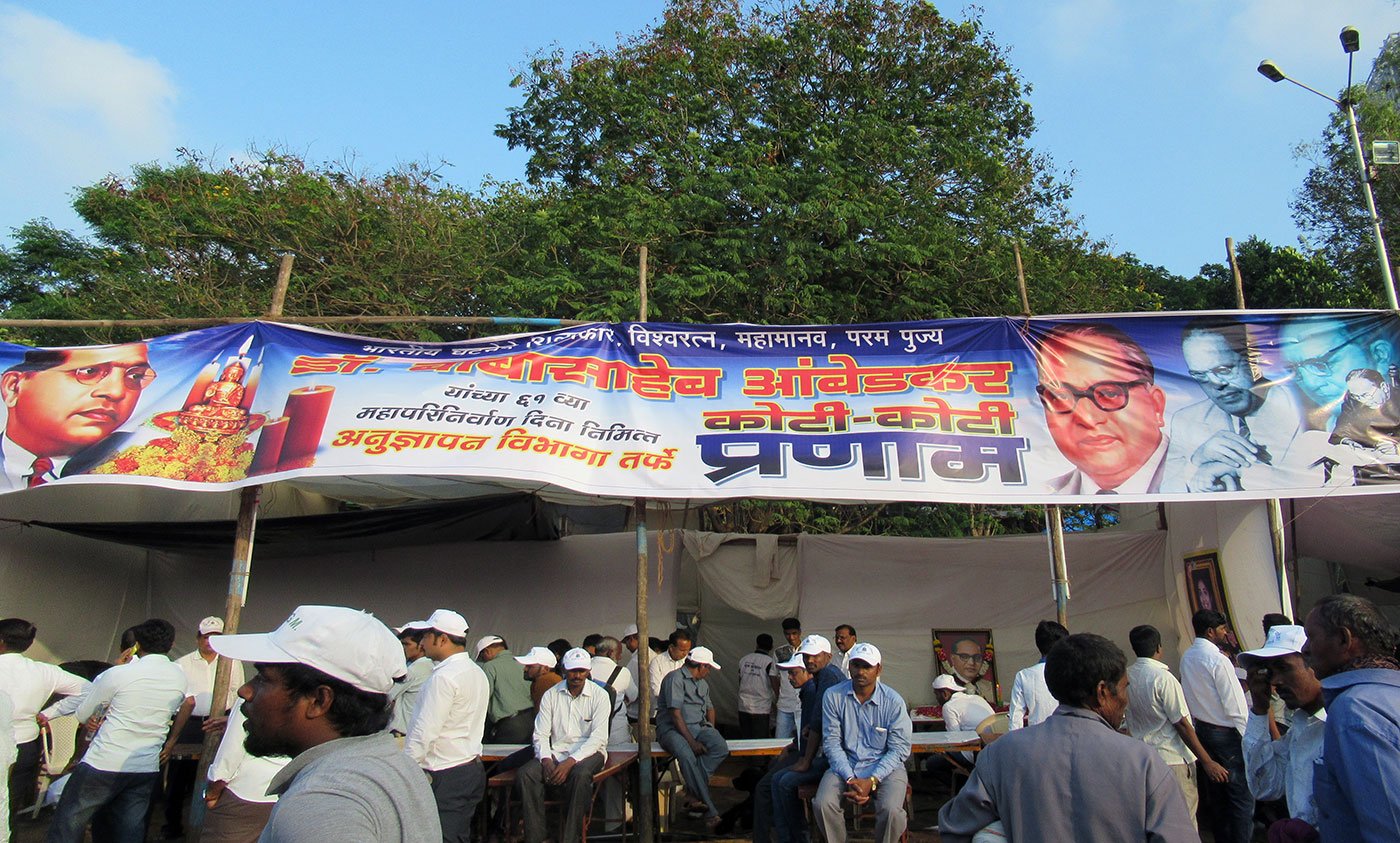 भारतीय घटनेचे शिल्पकार, विश्वरत्न, महामानव, परम पुज्य
डॉ. बाबासाहेब आंबेडकर
यांच्या ६१ व्या
महापरिनिर्वाण दिना निमित्त
अनुज्ञापन विभागा तर्फे
कोटी-कोटी
प्रणाम